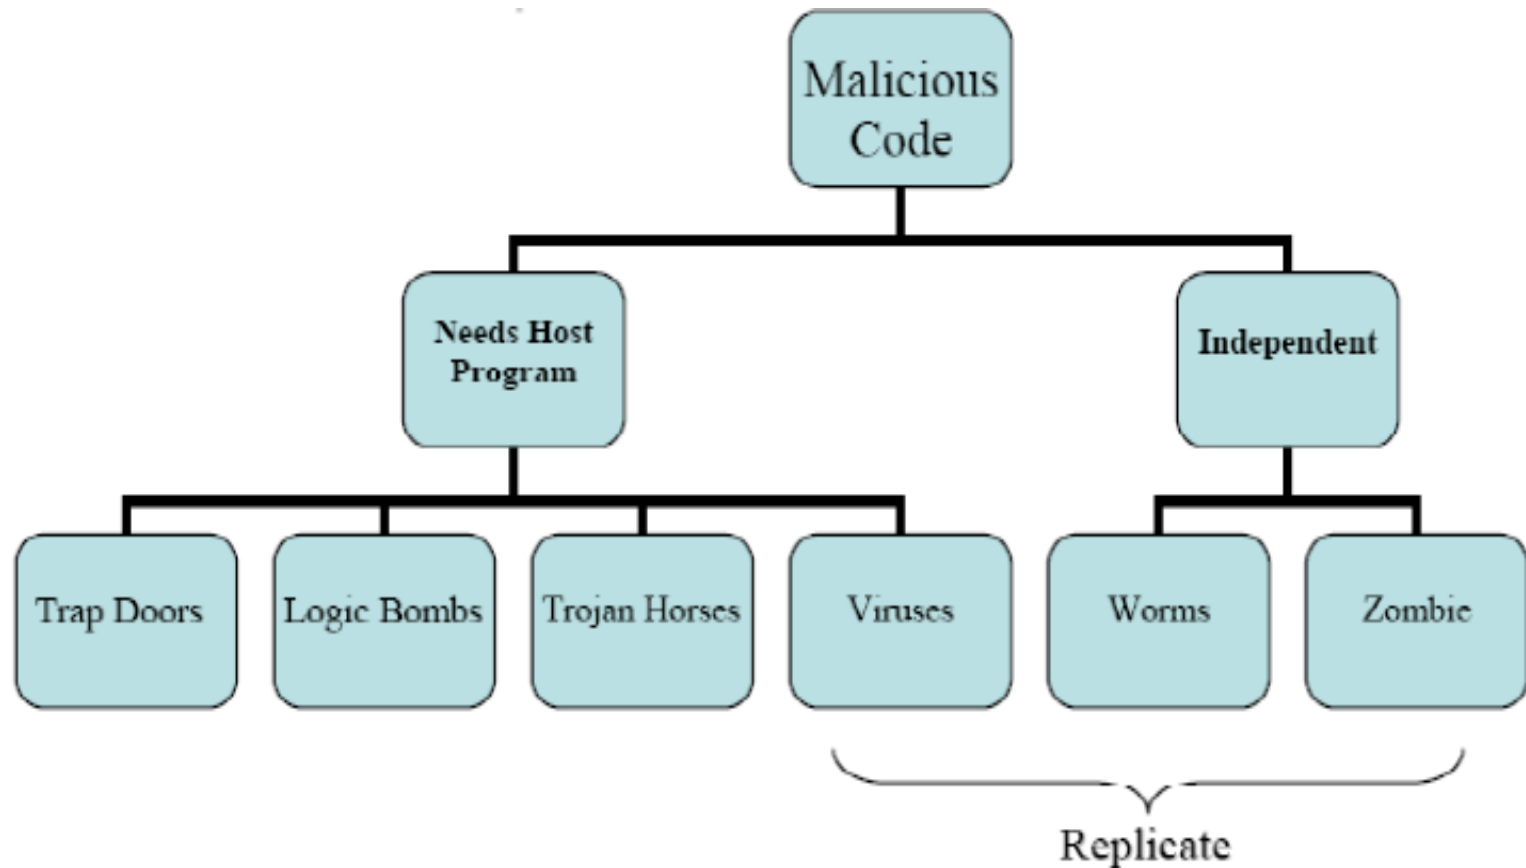 Malicious
Code
Needs Host
Program
Independent
Trap Doors
Logic Bombs
Trojan Horses
Viruses
Worms
Zombie
Replicate